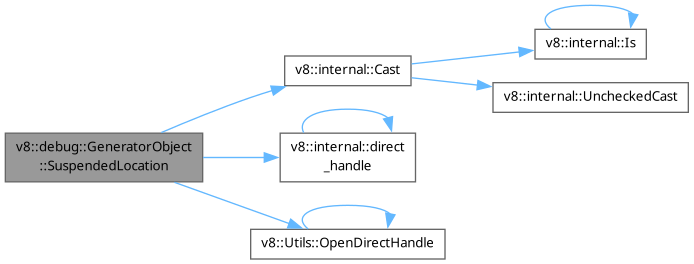 v8::debug::GeneratorObject
::SuspendedLocation
v8::internal::Cast
v8::internal::Is
v8::internal::UncheckedCast
v8::internal::direct
_handle
v8::Utils::OpenDirectHandle